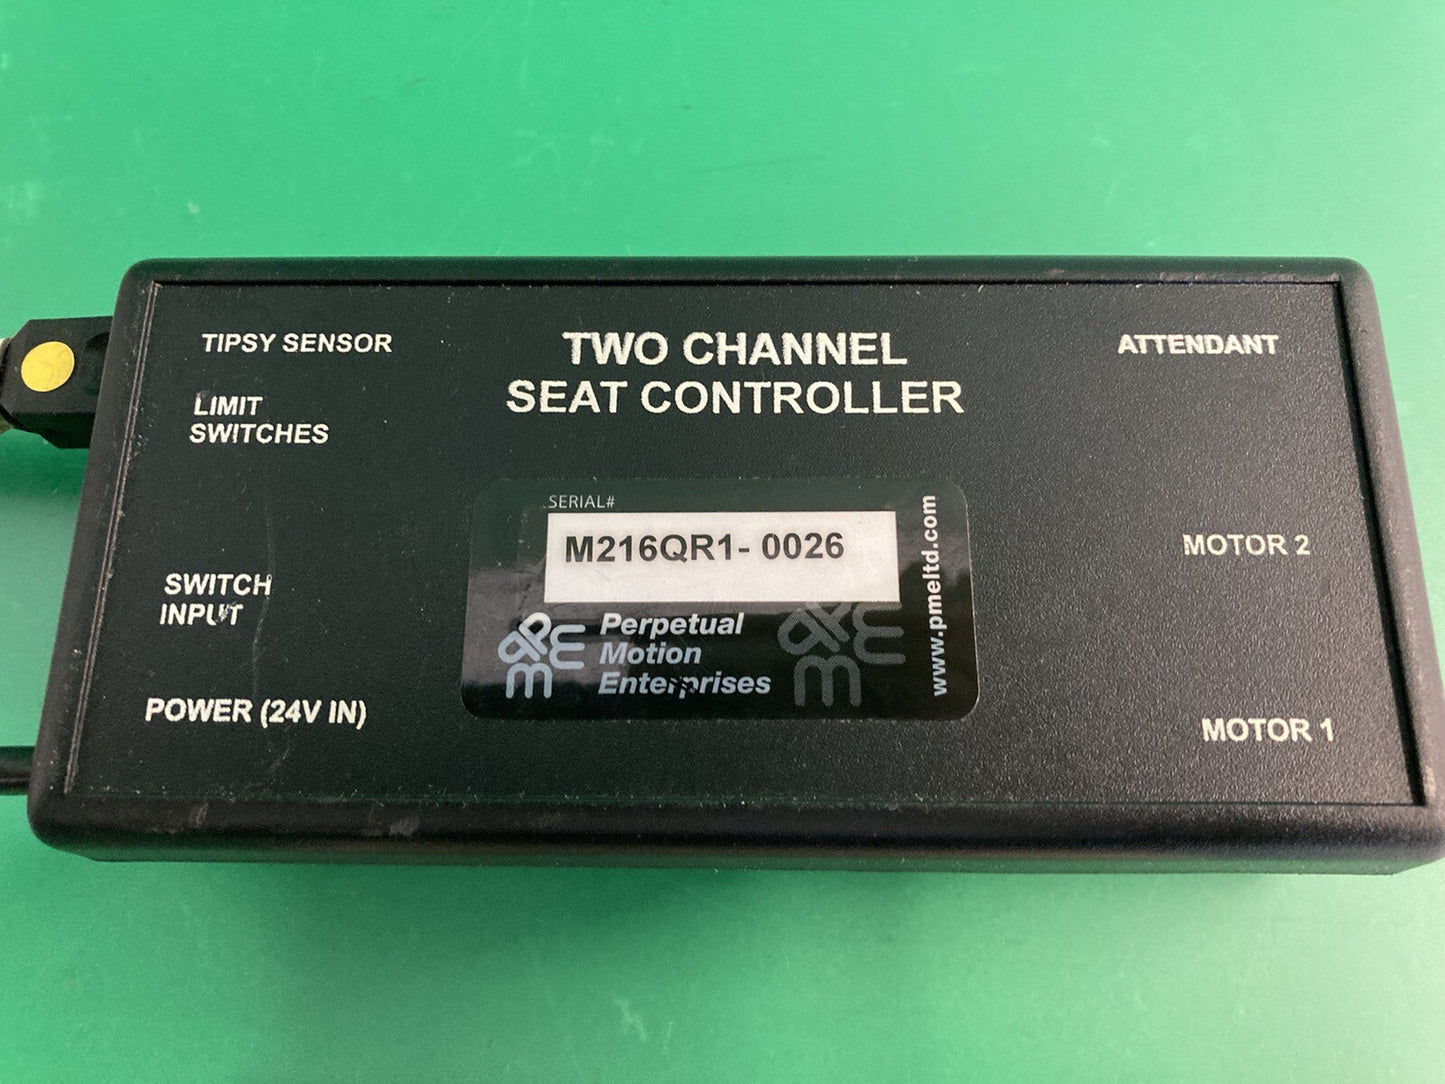 TIPSY SENSOR
TWO CHANNEL
SEAT CONTROLLER
ATTENDANT
LIMIT
SWITCHES
SERIAL#
M216QR1- 0026
MOTOR 2
SWITCH
INPUT
PME
Perpetual
Motion
Enterprises
www.pmeltd.com
POWER (24V IN)
MOTOR 1